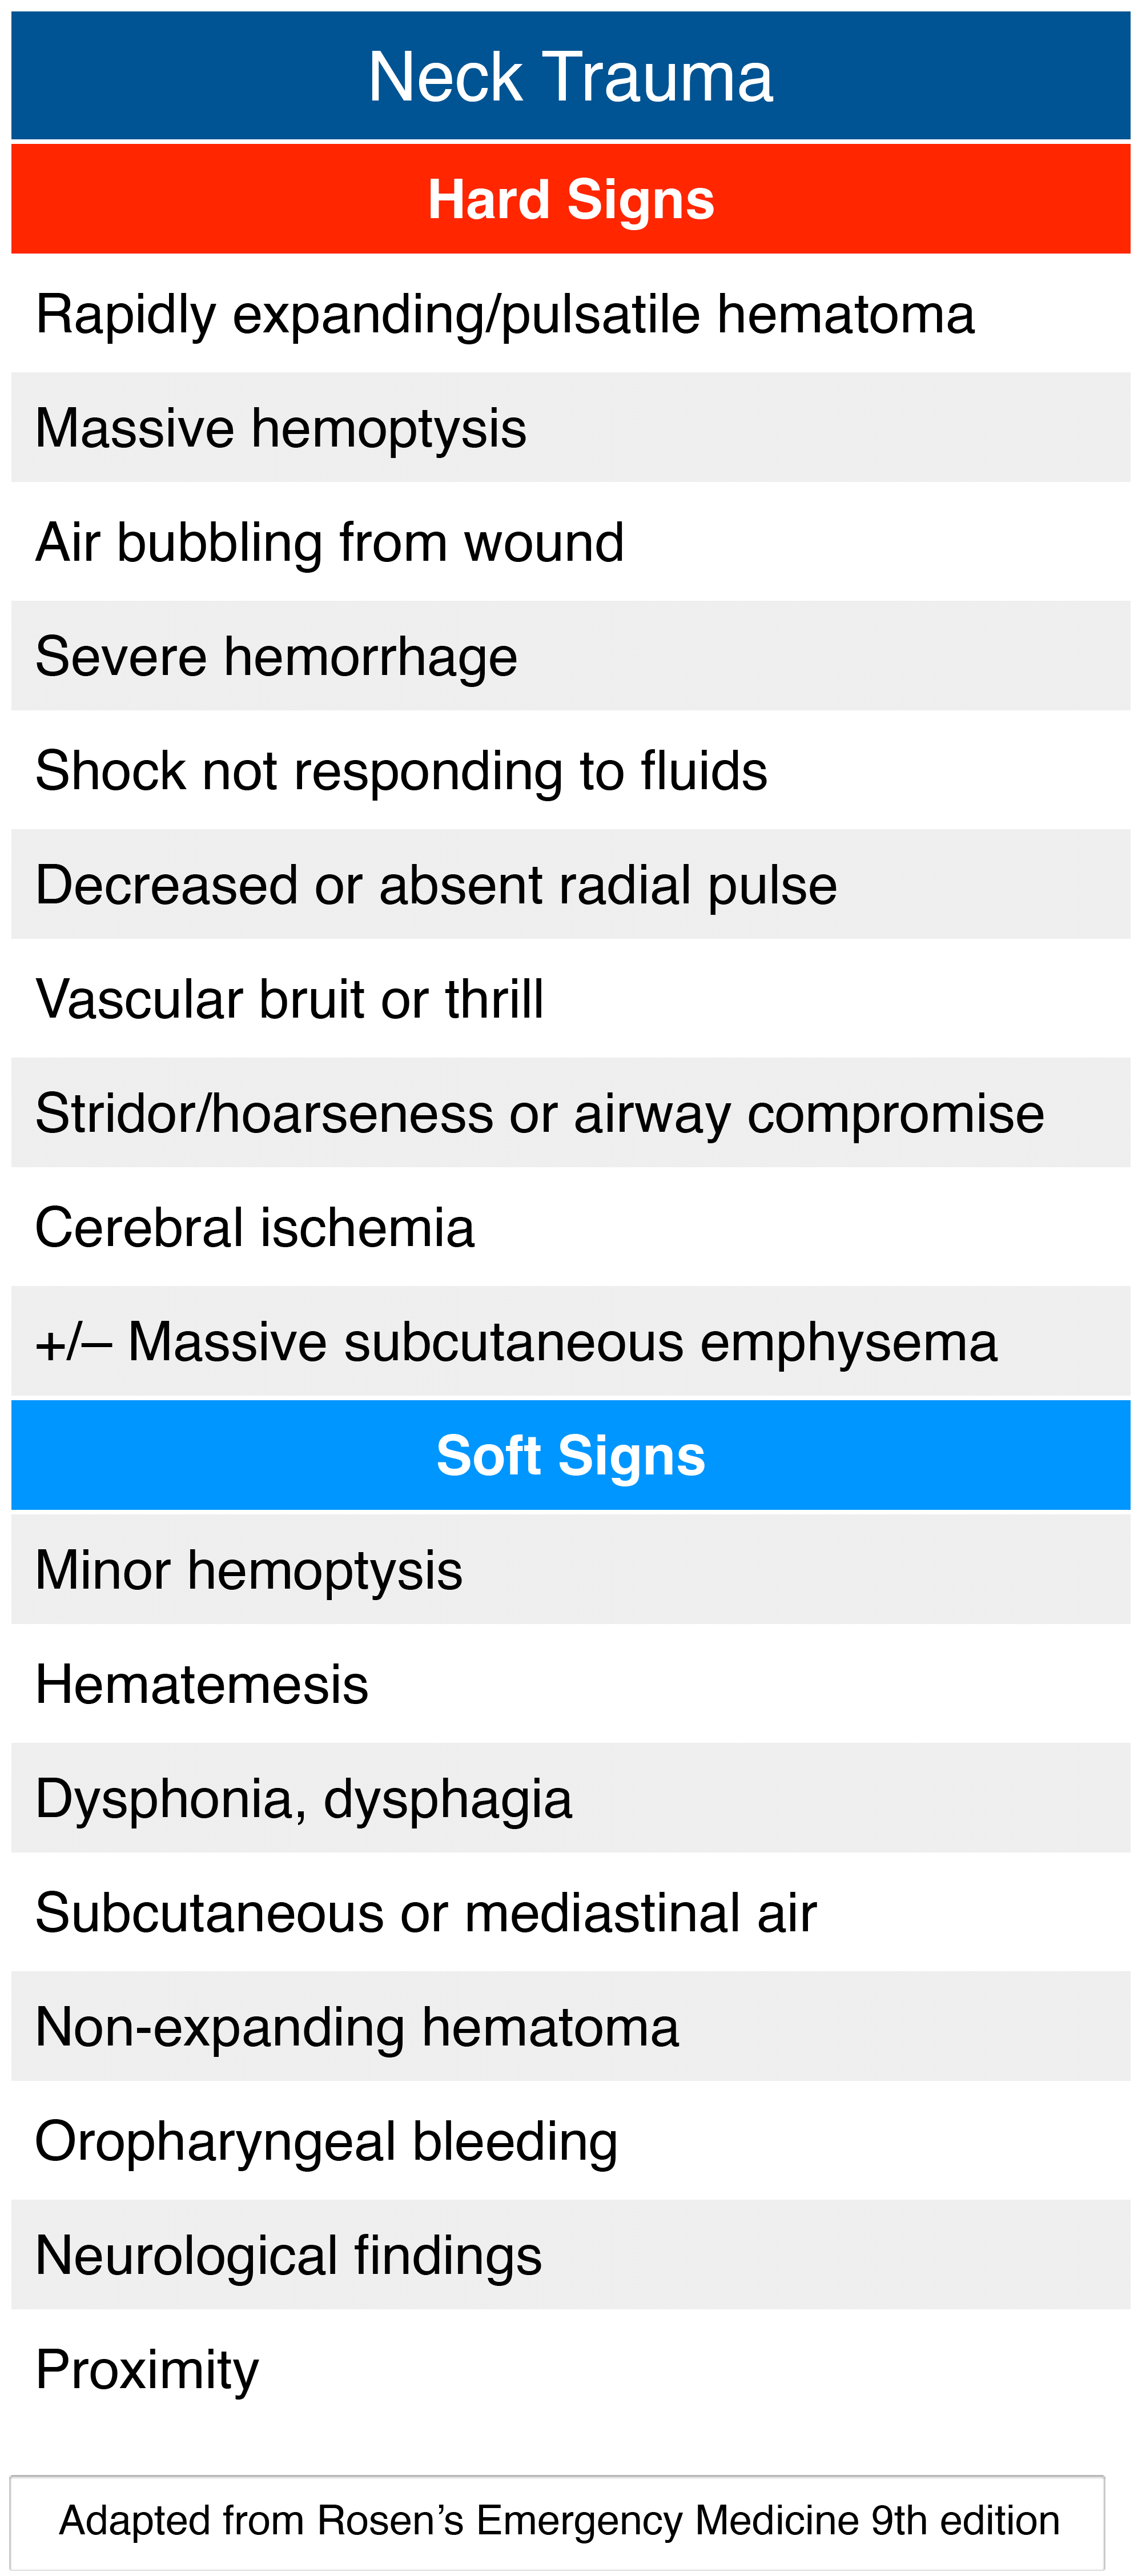 Neck Trauma
Hard Signs
Rapidly expanding/pulsatile hematoma
Massive hemoptysis
Air bubbling from wound
Severe hemorrhage
Shock not responding to fluids
Decreased or absent radial pulse
Vascular bruit or thrill
Stridor/hoarseness or airway compromise
Cerebral ischemia
+/– Massive subcutaneous emphysema
Soft Signs
Minor hemoptysis
Hematemesis
Dysphonia, dysphagia
Subcutaneous or mediastinal air
Non-expanding hematoma
Oropharyngeal bleeding
Neurological findings
Proximity
Adapted from Rosen’s Emergency Medicine 9th edition